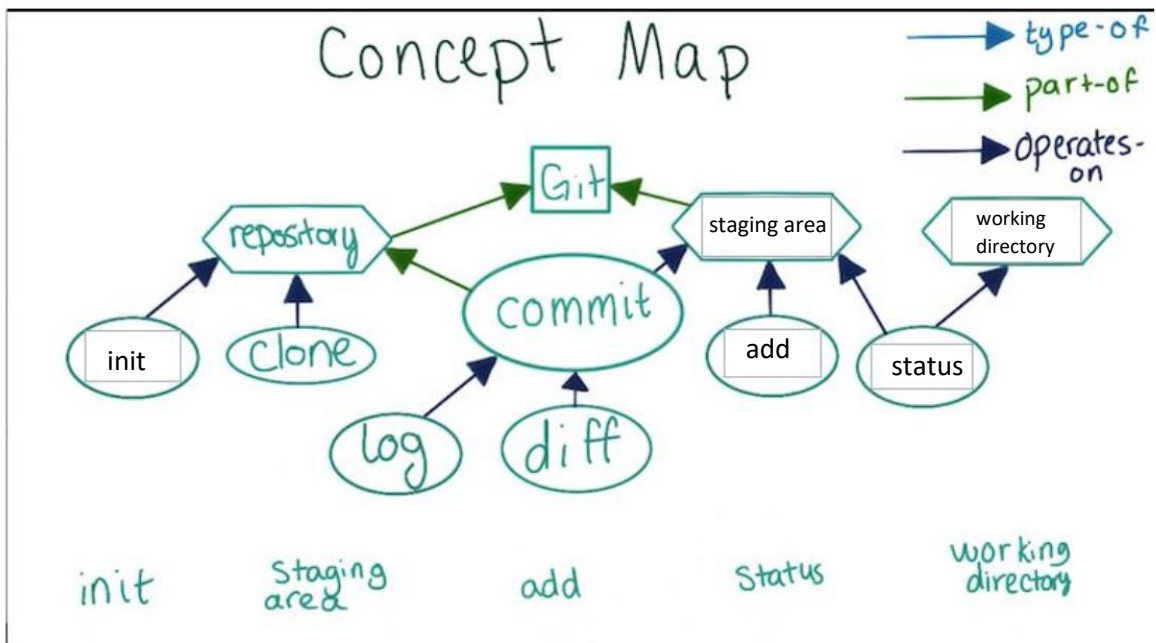 Concept Map
type-of
part-of
operates-
on
Git
repository
staging area
working
directory
commit
init
clone
add
status
log
diff
init
Staging
area
add
Status
working
directory